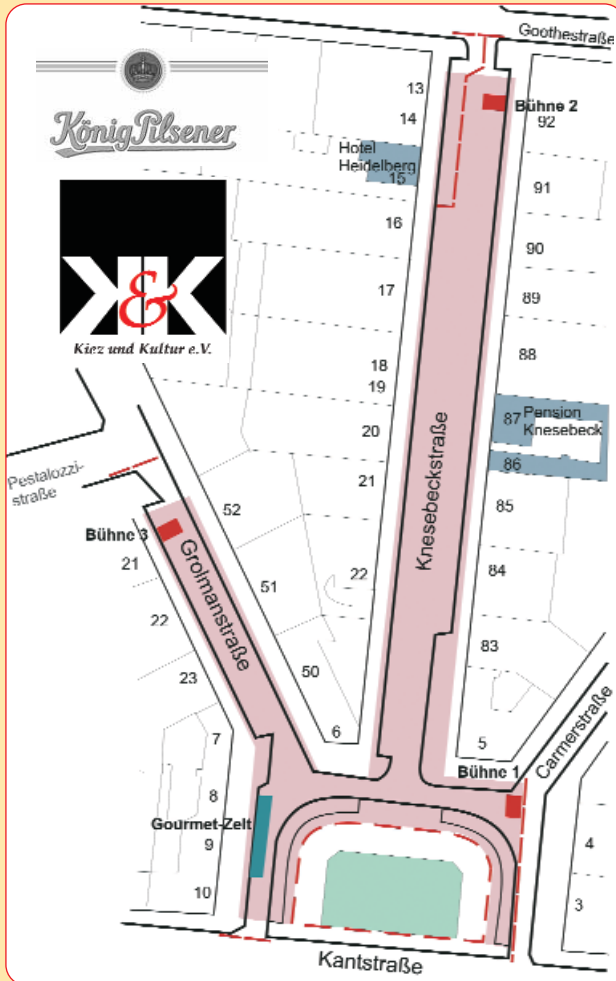 Goothestraße
König Pilsener
13
14
Bühne 2
92
Hotel
Heidelberg
15
91
16
90
K&K
Kiez und Kultur e.V.
17
89
18
88
19
87
Pension
Knesebeck
20
86
Pestalozzi-
straße
21
85
52
Knesebeckstraße
Bühne 3
Grolmanstraße
21
22
84
51
22
83
50
23
6
5
7
Bühne 1
Carmerstraße
8
Gourmet-Zelt
9
4
10
3
Kantstraße